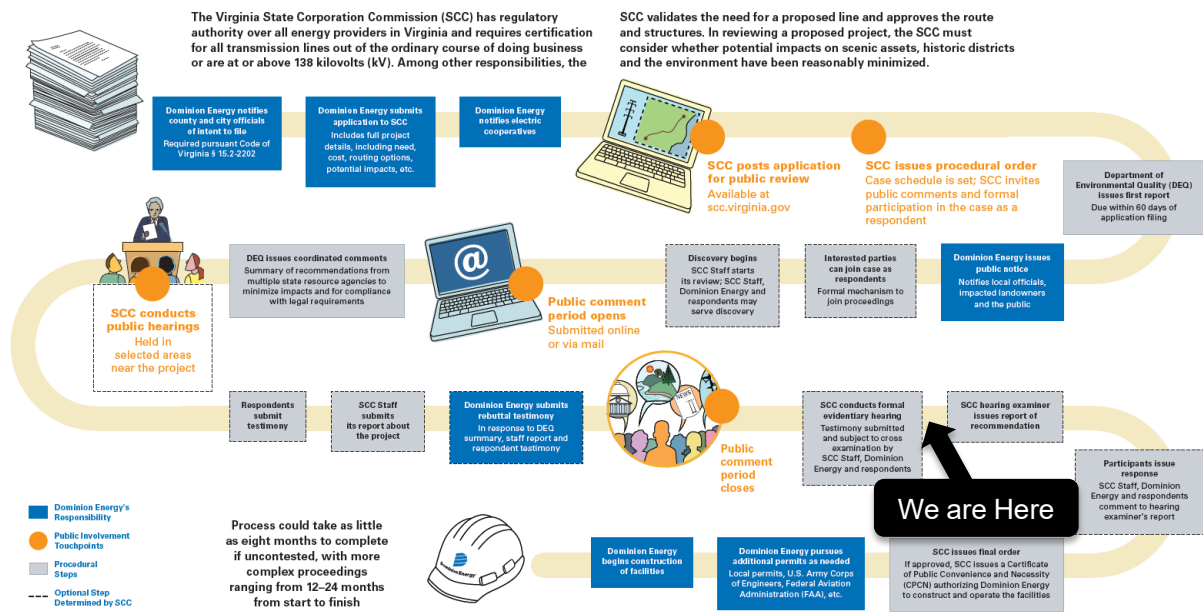 The Virginia State Corporation Commission (SCC) has regulatory
authority over all energy providers in Virginia and requires certification
for all transmission lines out of the ordinary course of doing business
or are at or above 138 kilovolts (kV). Among other responsibilities, the
SCC validates the need for a proposed line and approves the route
and structures. In reviewing a proposed project, the SCC must
consider whether potential impacts on scenic assets, historic districts
and the environment have been reasonably minimized.
Dominion Energy notifies
county and city officials
of intent to file
Required pursuant Code of
Virginia § 15.2-2202
Dominion Energy submits
application to SCC
Includes full project
details, including need,
cost, routing options,
potential impacts, etc.
Dominion Energy
notifies electric
cooperatives
SCC posts application
for public review
Available at
scc.virginia.gov
SCC issues procedural order
Case schedule is set; SCC invites
public comments and formal
participation in the case as a
respondent
Department of
Environmental Quality (DEQ)
issues first report
Due within 60 days of
application filing
Dominion Energy issues
public notice
Notifies local officials,
impacted landowners
and the public
Interested parties
can join case as
respondents
Formal mechanism to
join proceedings
Discovery begins
SCC Staff starts
its review; SCC Staff,
Dominion Energy and
respondents may
serve discovery
@
Public comment
period opens
Submitted online
or via mail
DEQ issues coordinated comments
Summary of recommendations from
multiple state resource agencies to
minimize impacts and for compliance
with legal requirements
SCC conducts
public hearings
Held in
selected areas
near the project
Respondents
submit
testimony
SCC Staff
submits
its report about
the project
Dominion Energy submits
rebuttal testimony
In response to DEQ
summary, staff report and
respondent testimony
NEWS
Public
comment
period
closes
SCC conducts formal
evidentiary hearing
Testimony submitted
and subject to cross
examination by
SCC Staff, Dominion
Energy and respondents
SCC hearing examiner
issues report of
recommendation
We are Here
Participants issue
response
SCC Staff, Dominion
Energy and respondents
comment to hearing
examiner's report
SCC issues final order
If approved, SCC issues a Certificate
of Public Convenience and Necessity
(CPCN) authorizing Dominion Energy
to construct and operate the facilities
Dominion Energy pursues
additional permits as needed
Local permits, U.S. Army Corps
of Engineers, Federal Aviation
Administration (FAA), etc.
Dominion Energy
begins construction
of facilities
Dominion Energy
Process could take as little
as eight months to complete
if uncontested, with more
complex proceedings
ranging from 12–24 months
from start to finish
Dominion Energy's
Responsibility
Public Involvement
Touchpoints
Procedural
Steps
Optional Step
Determined by SCC